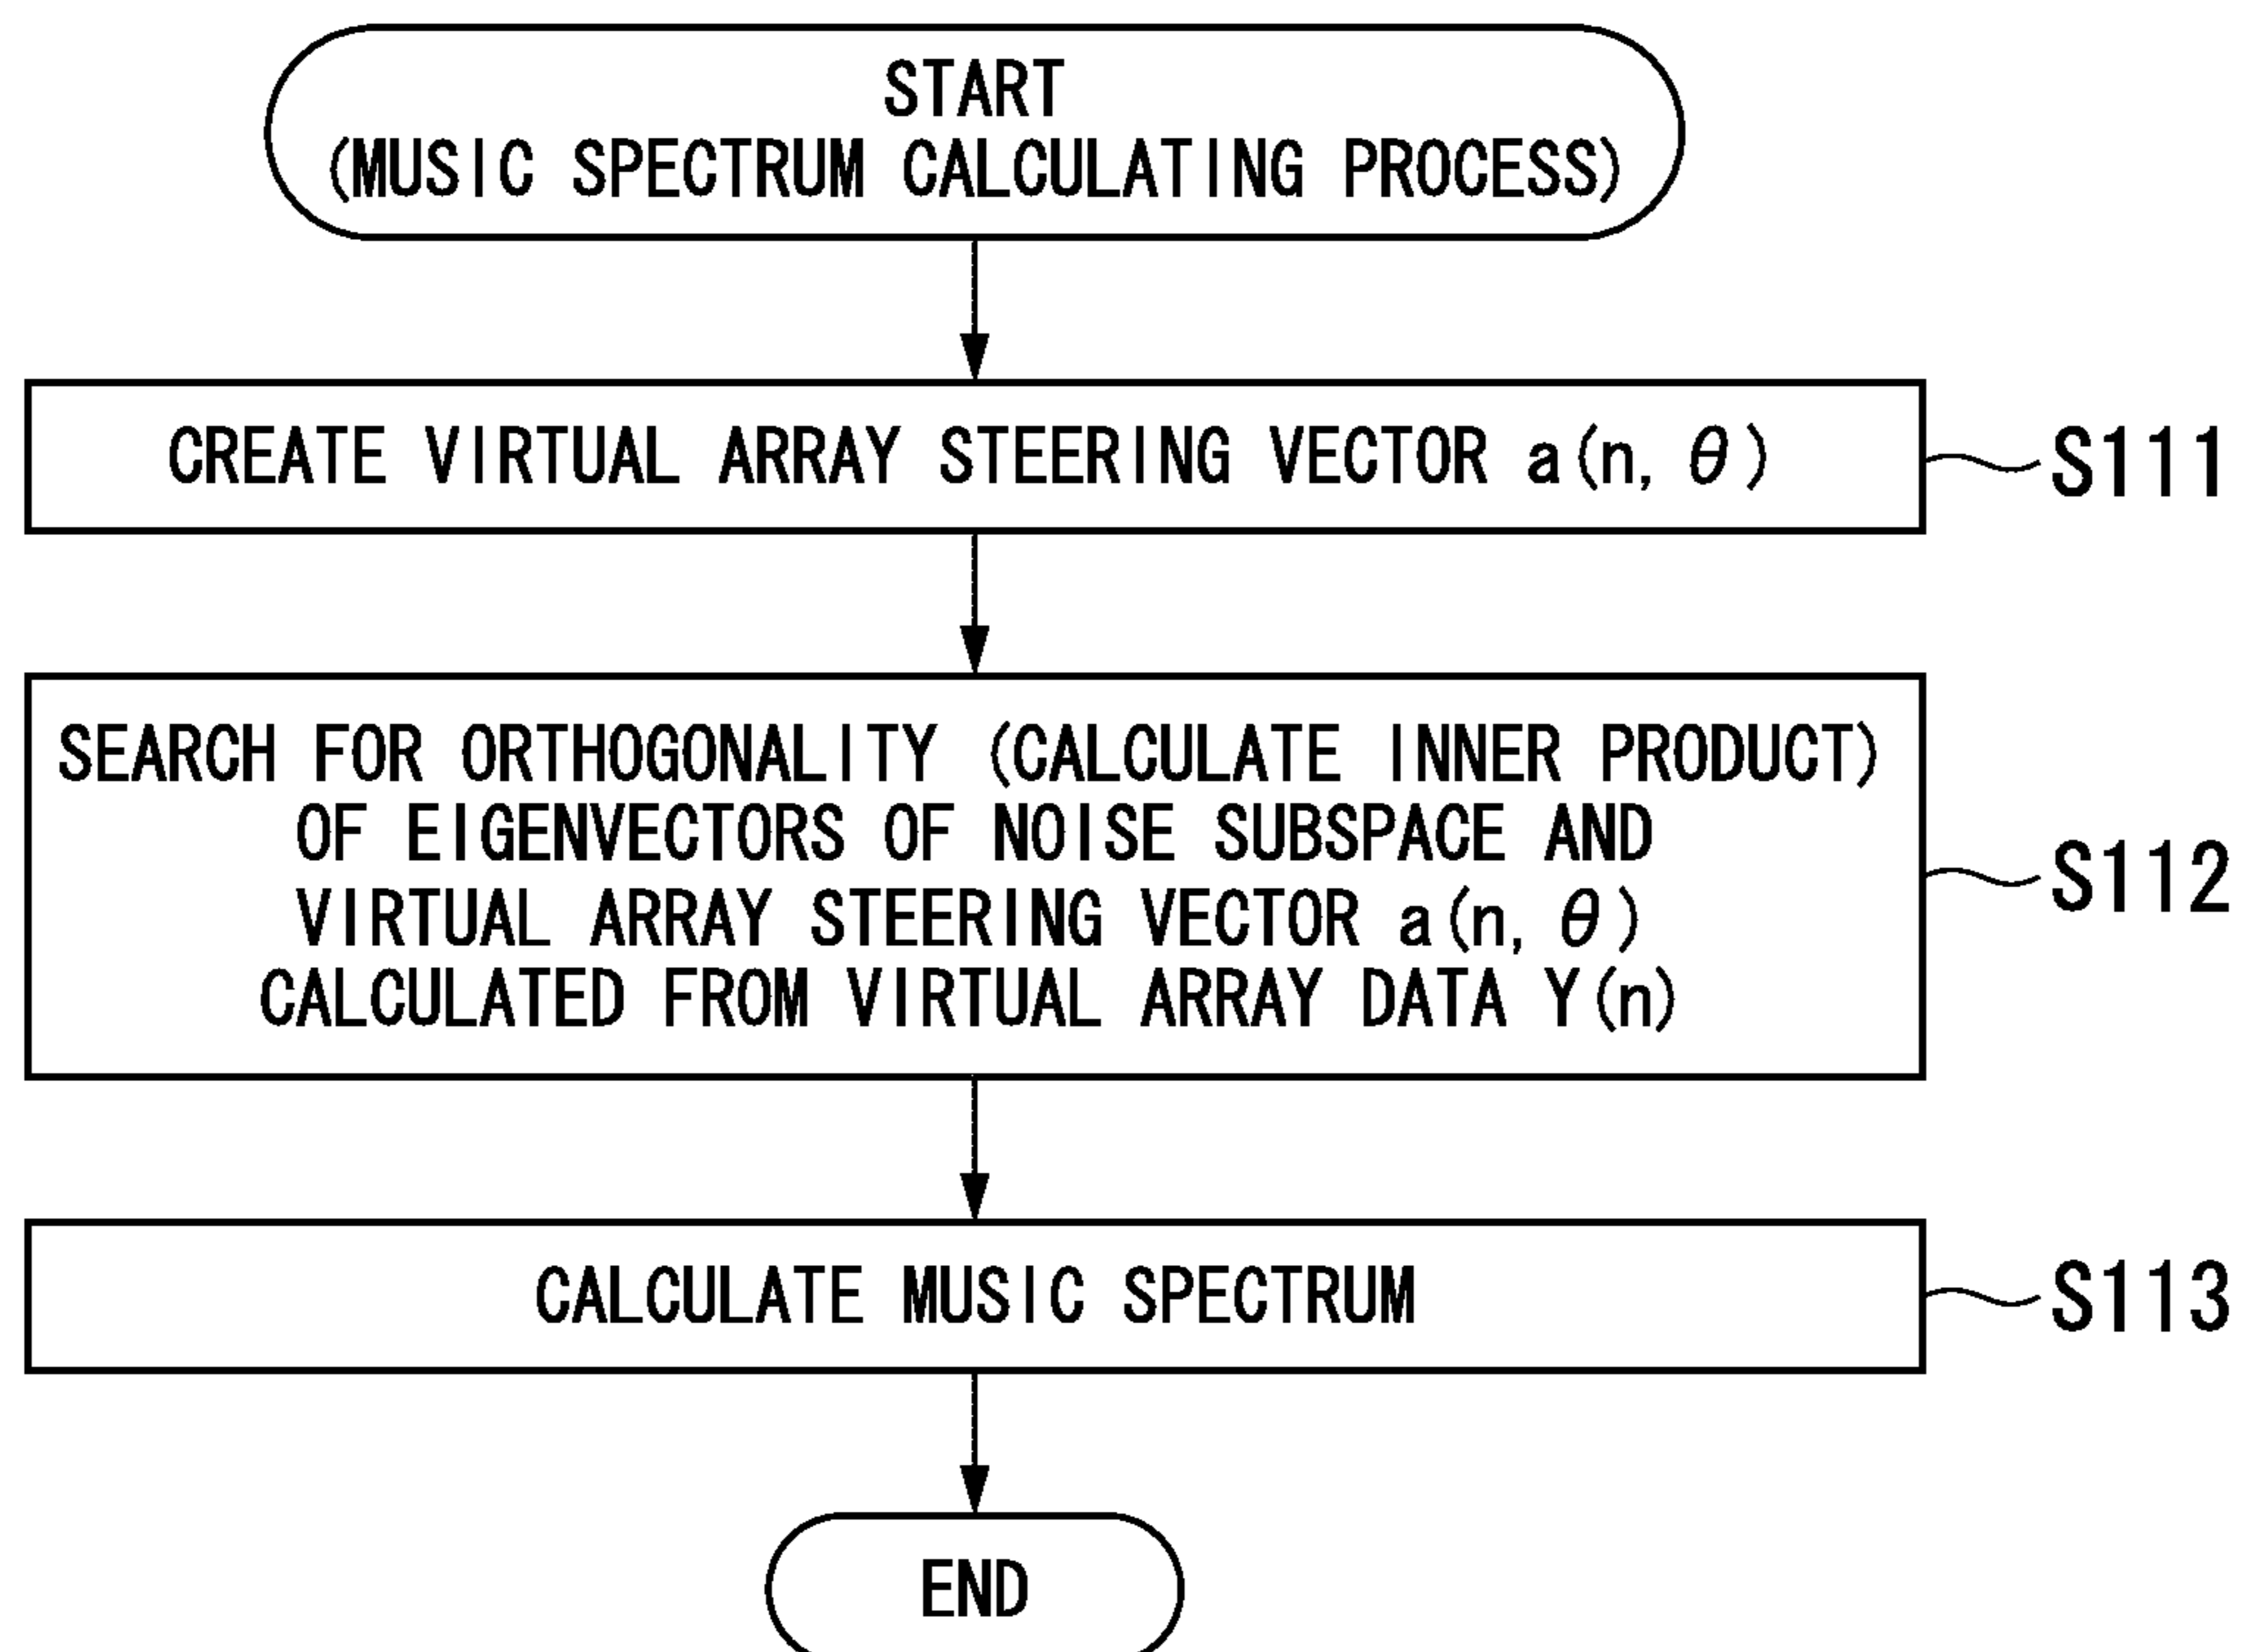 START
(MUSIC SPECTRUM CALCULATING PROCESS)
CREATE VIRTUAL ARRAY STEERING VECTOR a(n, θ)
S111
SEARCH FOR ORTHOGONALITY (CALCULATE INNER PRODUCT)
OF EIGENVECTORS OF NOISE SUBSPACE AND
VIRTUAL ARRAY STEERING VECTOR a(n, θ)
CALCULATED FROM VIRTUAL ARRAY DATA Y(n)
S112
CALCULATE MUSIC SPECTRUM
S113
END